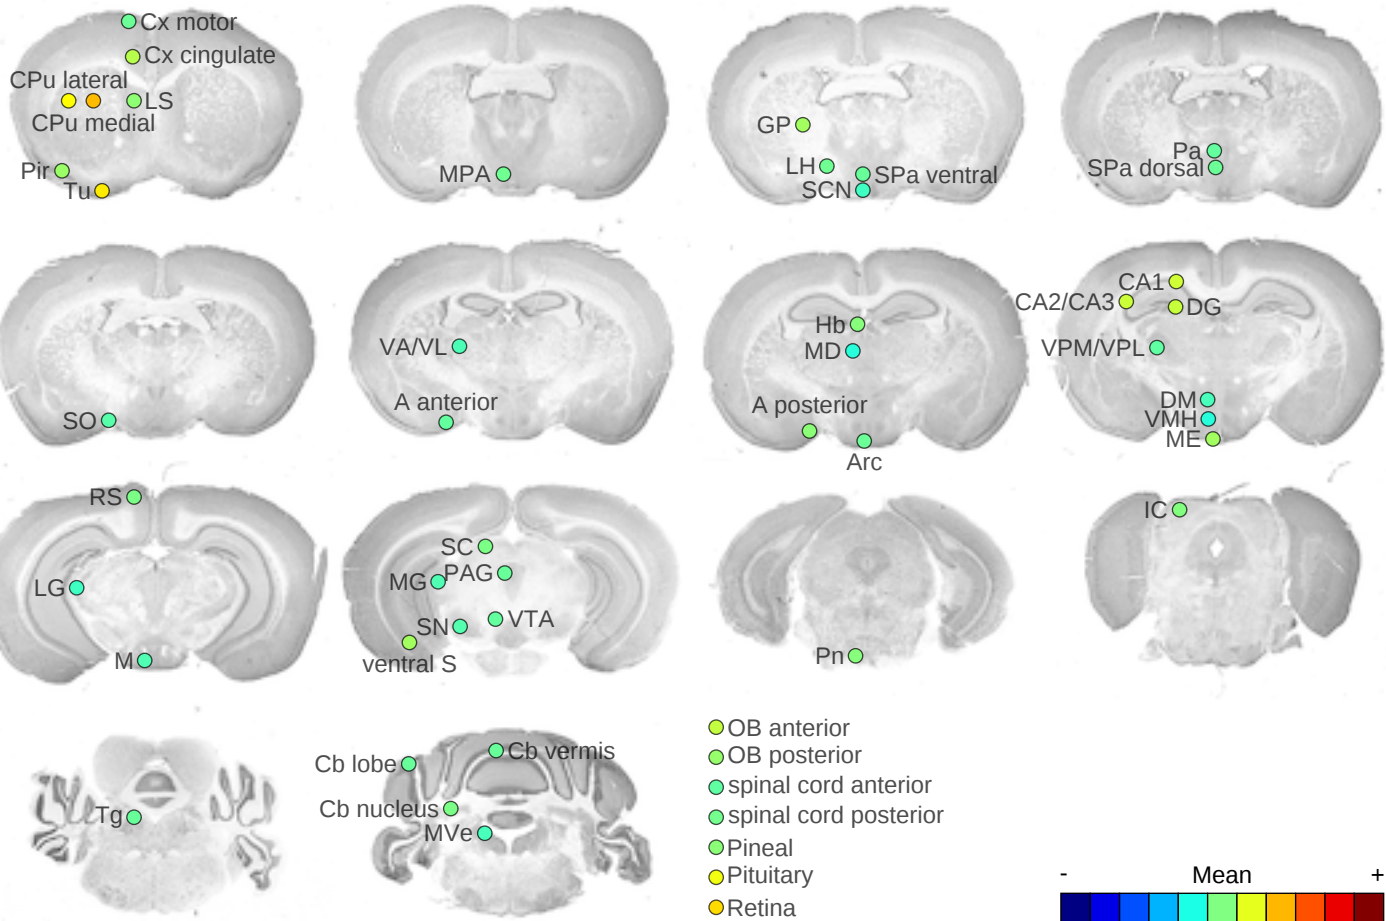 Cx motor
Cx cingulate
CPu lateral
LS
CPu medial
Pir
Tu
MPA
GP
LH
SPa ventral
SCN
Pa
SPa dorsal
SO
VA/VL
A anterior
Hb
MD
A posterior
Arc
CA1
CA2/CA3
DG
VPM/VPL
DM
VMH
ME
RS
LG
M
SC
PAG
MG
SN
VTA
ventral S
Pn
IC
Tg
Cb lobe
Cb vermis
Cb nucleus
MVe
OB anterior
OB posterior
spinal cord anterior
spinal cord posterior
Pineal
Pituitary
Retina
- Mean +